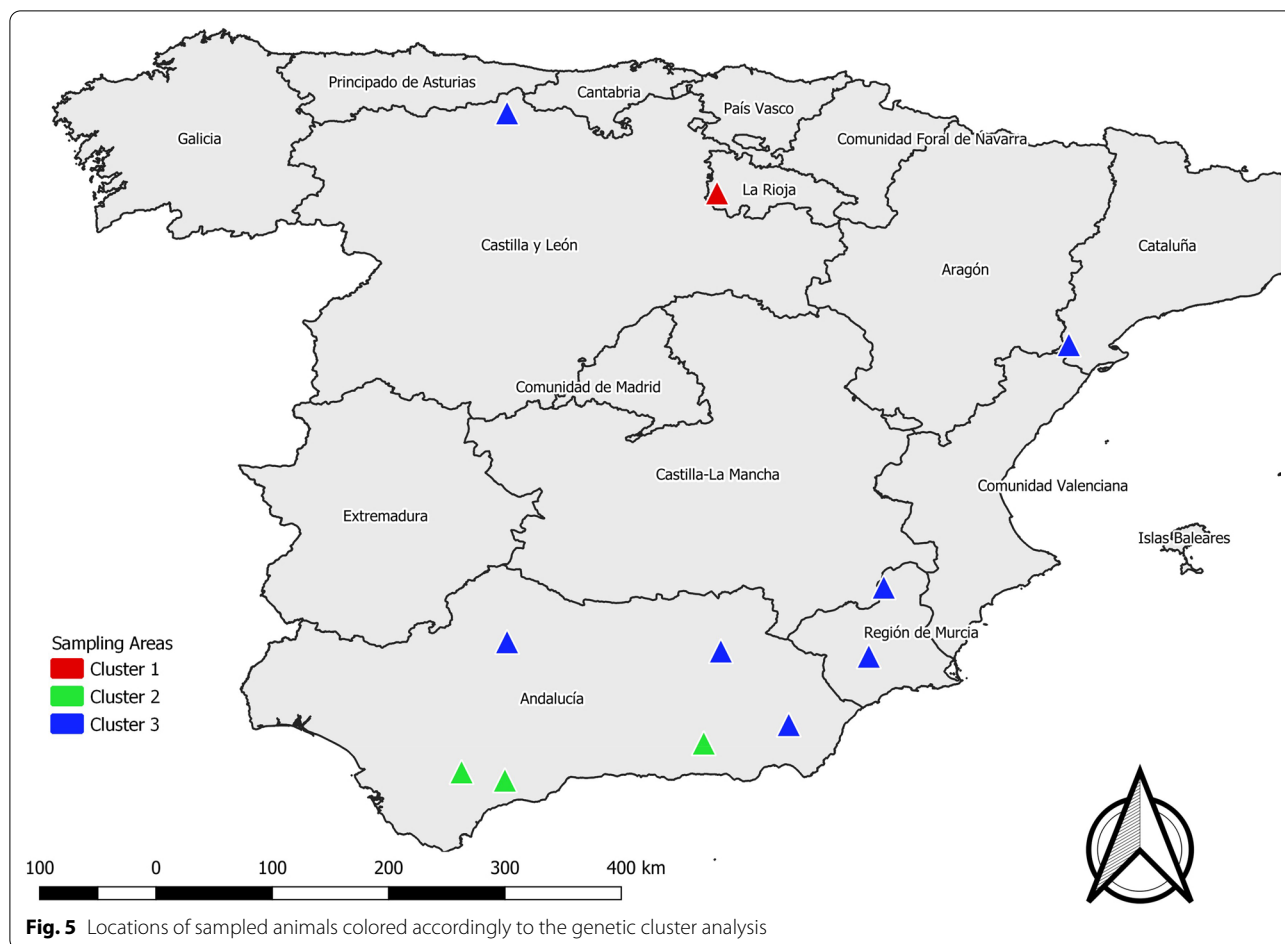 Principado de Asturias
Cantabria
País Vasco
Galicia
Comunidad Foral de Navarra
La Rioja
Castilla y León
Cataluña
Aragón
Comunidad de Madrid
Castilla-La Mancha
Comunidad Valenciana
Extremadura
Islas Baleares
Región de Murcia
Andalucía
Sampling Areas
Cluster 1
Cluster 2
Cluster 3
100 0 100 200 300 400 km
Fig. 5 Locations of sampled animals colored accordingly to the genetic cluster analysis